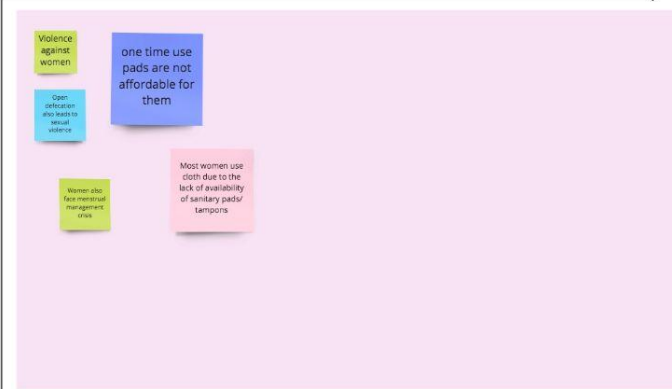 Violence
against
women
one time use
pads are not
affordable for
them
Open
defecation
also leads to
sexual
violence
Most women use
cloth due to the
lack of availability
of sanitary pads/
tampons
Women also
face menstrual
management
crisis